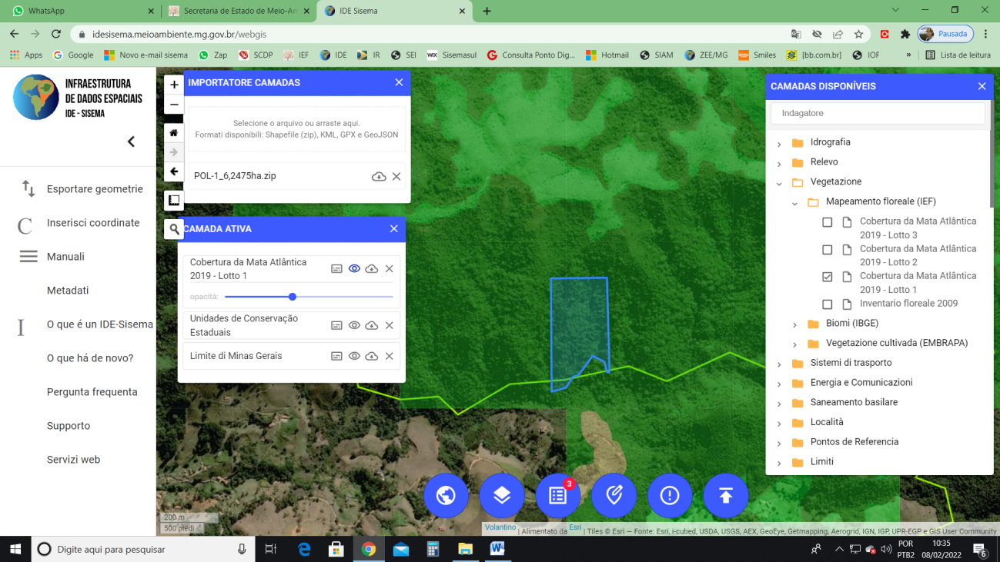 WhatsApp
Secretaria de Estado de Meio-Am
IDE Sisema
idesisema.meioambiente.mg.gov.br/webgis
Pausada
Apps
Google
Novo e-mail sisema
Zap
SCDP
IEF
IDE
IR
SEI
WIX
Sisemasul
Consulta Ponto Dig...
Hotmail
SIAM
ZEE/MG
Smiles
[bb.com.br]
IOF
»
Lista de leitura
INFRAESTRUTURA
DE DADOS ESPACIAIS
IDE - SISEMA
Esportare geometrie
C Inserisci coordinate
Manuali
Metadati
I O que é un IDE-Sisema
O que há de novo?
Pergunta frequenta
Supporto
Servizi web
+
−
IMPORTATORE CAMADAS
Selecione o arquivo ou arraste aqui.
Formati disponibili: Shapefile (zip), KML, GPX e GeoJSON
POL-1_6,2475ha.zip
CAMADA ATIVA
Cobertura da Mata Atlântica
2019 - Lotto 1
opacità:
Unidades de Conservação
Estaduais
Limite di Minas Gerais
CAMADAS DISPONÍVEIS
Indagatore
Idrografia
Relevo
Vegetazione
Mapeamento floreale (IEF)
Cobertura da Mata Atlântica
2019 - Lotto 3
Cobertura da Mata Atlântica
2019 - Lotto 2
Cobertura da Mata Atlântica
2019 - Lotto 1
Inventario floreale 2009
Biomi (IBGE)
Vegetazione cultivada (EMBRAPA)
Sistemi di trasporto
Energia e Comunicazioni
Saneamento basilare
Località
Pontos de Referencia
Limiti
3
200 m
500 piedi
Volantino | Alimentato da Esri | Tiles © Esri — Fonte: Esri, i-cubed, USDA, USGS, AEX, GeoEye, Getmapping, Aerogrid, IGN, IGP, UPR-EGP e GIS User Community
Digite aqui para pesquisar
POR
PTB2
10:35
08/02/2022
6